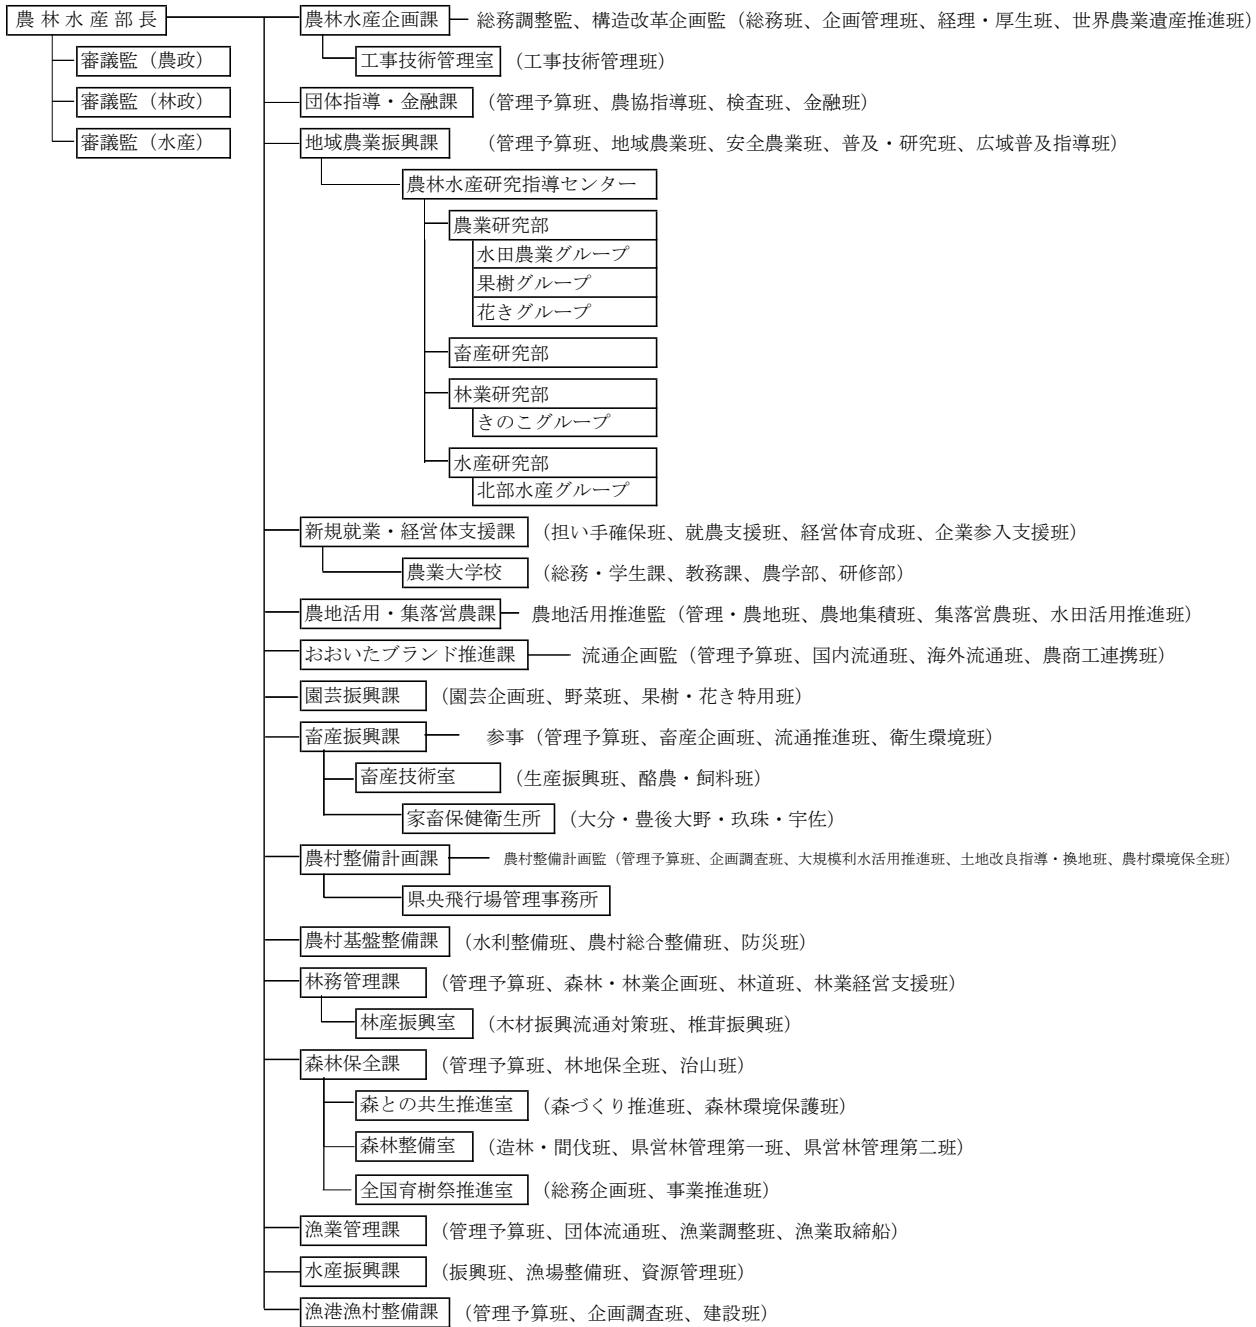 農林水産部長
審議監（農政）
審議監（林政）
審議監（水産）
農林水産企画課 総務調整監、構造改革企画監（総務班、企画管理班、経理・厚生班、世界農業遺産推進班）
工事技術管理室 （工事技術管理班）
団体指導・金融課 （管理予算班、農協指導班、検査班、金融班）
地域農業振興課 （管理予算班、地域農業班、安全農業班、普及・研究班、広域普及指導班）
農林水産研究指導センター
農業研究部
水田農業グループ
果樹グループ
花きグループ
畜産研究部
林業研究部
きのこグループ
水産研究部
北部水産グループ
新規就業・経営体支援課 （担い手確保班、就農支援班、経営体育成班、企業参入支援班）
農業大学校 （総務・学生課、教務課、農学部、研修部）
農地活用・集落営農課 農地活用推進監（管理・農地班、農地集積班、集落営農班、水田活用推進班）
おおいたブランド推進課 流通企画監（管理予算班、国内流通班、海外流通班、農商工連携班）
園芸振興課 （園芸企画班、野菜班、果樹・花き特用班）
畜産振興課 参事（管理予算班、畜産企画班、流通推進班、衛生環境班）
畜産技術室 （生産振興班、酪農・飼料班）
家畜保健衛生所 （大分・豊後大野・玖珠・宇佐）
農村整備計画課 農村整備計画監（管理予算班、企画調査班、大規模利水活用推進班、土地改良指導・換地班、農村環境保全班）
県央飛行場管理事務所
農村基盤整備課 （水利整備班、農村総合整備班、防災班）
林務管理課 （管理予算班、森林・林業企画班、林道班、林業経営支援班）
林産振興室 （木材振興流通対策班、椎茸振興班）
森林保全課 （管理予算班、林地保全班、治山班）
森との共生推進室 （森づくり推進班、森林環境保護班）
森林整備室 （造林・間伐班、県営林管理第一班、県営林管理第二班）
全国育樹祭推進室 （総務企画班、事業推進班）
漁業管理課 （管理予算班、団体流通班、漁業調整班、漁業取締船）
水産振興課 （振興班、漁場整備班、資源管理班）
漁港漁村整備課 （管理予算班、企画調査班、建設班）